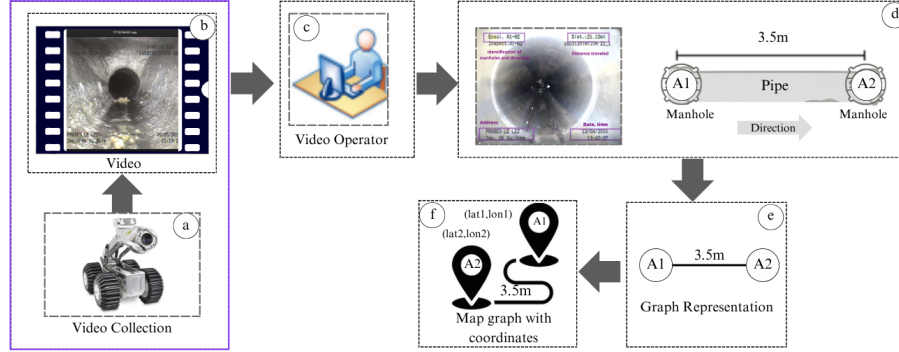 b
Video
a
Video Collection
c
Video Operator
d
Identification of
manholes and direction
Distance traveled
Address
Date, time
3.5m
A1
Pipe
A2
Manhole
Direction
Manhole
e
A1
3.5m
A2
Graph Representation
f
(lat1,lon1)
A1
(lat2,lon2)
A2
3.5m
Map graph with
coordinates